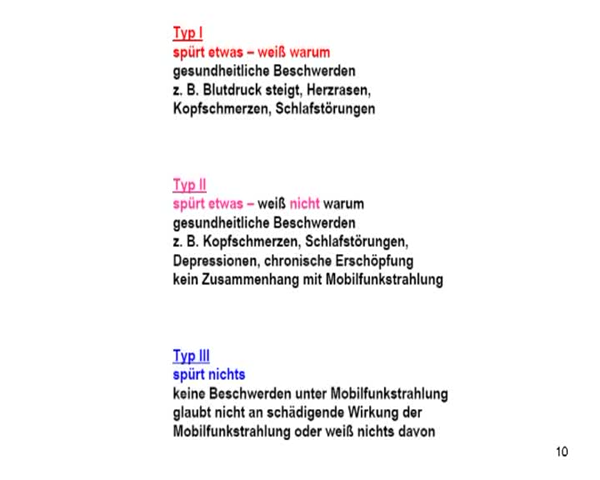 Typ I
spürt etwas – weiß warum
gesundheitliche Beschwerden
z. B. Blutdruck steigt, Herzrasen,
Kopfschmerzen, Schlafstörungen
Typ II
spürt etwas – weiß nicht warum
gesundheitliche Beschwerden
z. B. Kopfschmerzen, Schlafstörungen,
Depressionen, chronische Erschöpfung
kein Zusammenhang mit Mobilfunkstrahlung
Typ III
spürt nichts
keine Beschwerden unter Mobilfunkstrahlung
glaubt nicht an schädigende Wirkung der
Mobilfunkstrahlung oder weiß nichts davon
10